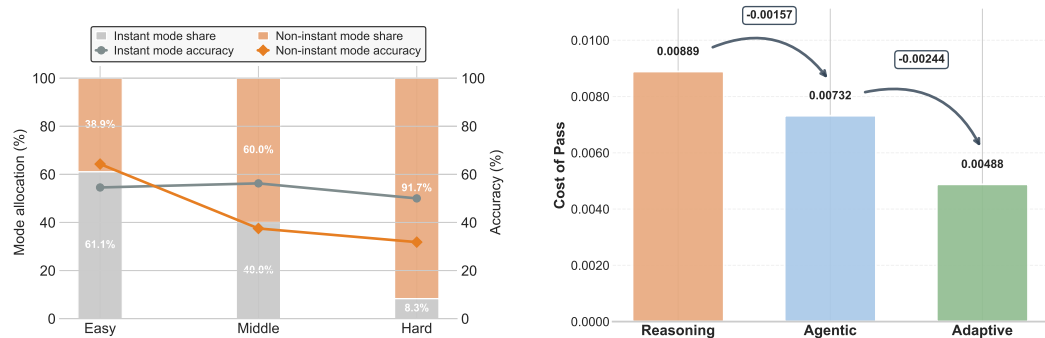 Instant mode share
Non-instant mode share
Instant mode accuracy
Non-instant mode accuracy
Mode allocation (%)
100
80
60
40
20
0
38.9%
61.1%
60.0%
40.0%
91.7%
8.3%
Easy
Middle
Hard
100
80
60
40
20
0
Accuracy (%)
Cost of Pass
0.0100
0.0080
0.0060
0.0040
0.0020
0.0000
0.00889
-0.00157
0.00732
-0.00244
0.00488
Reasoning
Agentic
Adaptive